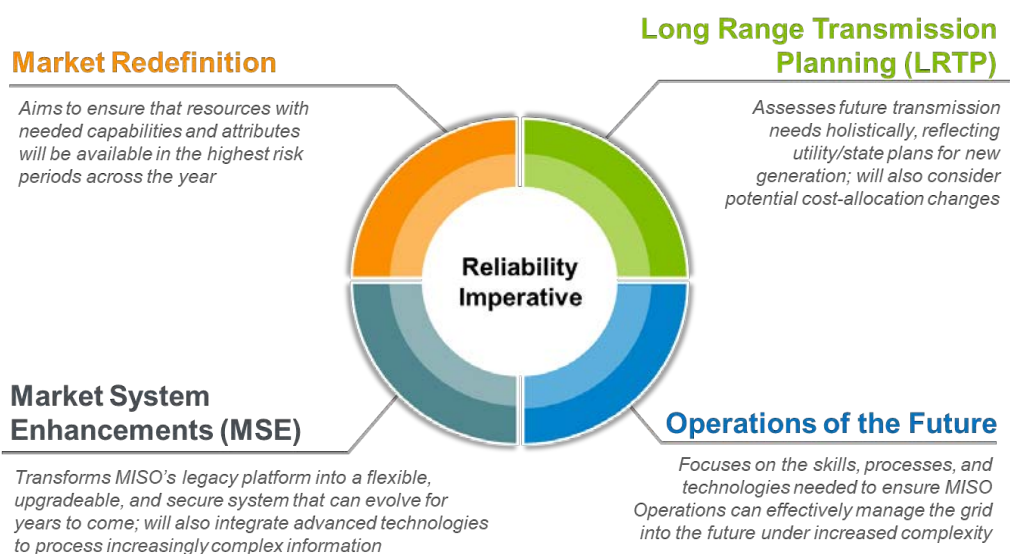 Market Redefinition
Aims to ensure that resources with
needed capabilities and attributes
will be available in the highest risk
periods across the year
Long Range Transmission
Planning (LRTP)
Assesses future transmission
needs holistically, reflecting
utility/state plans for new
generation; will also consider
potential cost-allocation changes
Reliability
Imperative
Market System
Enhancements (MSE)
Transforms MISO's legacy platform into a flexible,
upgradeable, and secure system that can evolve for
years to come; will also integrate advanced technologies
to process increasingly complex information
Operations of the Future
Focuses on the skills, processes, and
technologies needed to ensure MISO
Operations can effectively manage the grid
into the future under increased complexity